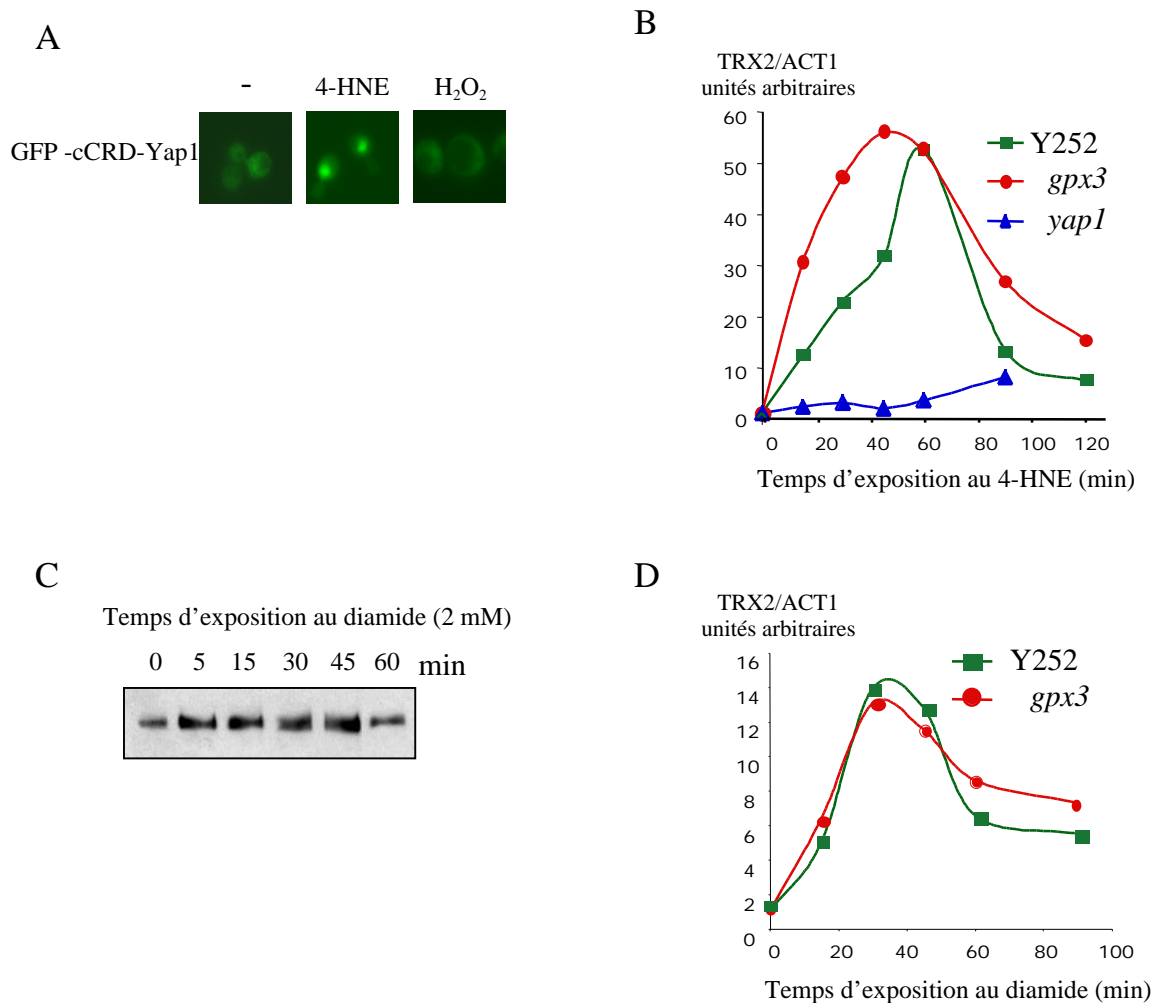 A
- 4-HNE H₂O₂
GFP -cCRD-Yap1
B
TRX2/ACT1
unités arbitraires
60
50
40
30
20
10
0
0 20 40 60 80 100 120
Y252
gpx3
yap1
Temps d'exposition au 4-HNE (min)
C
Temps d'exposition au diamide (2 mM)
0 5 15 30 45 60 min
D
TRX2/ACT1
unités arbitraires
16
14
12
10
8
6
4
2
0
0 20 40 60 80 100
Y252
gpx3
Temps d'exposition au diamide (min)